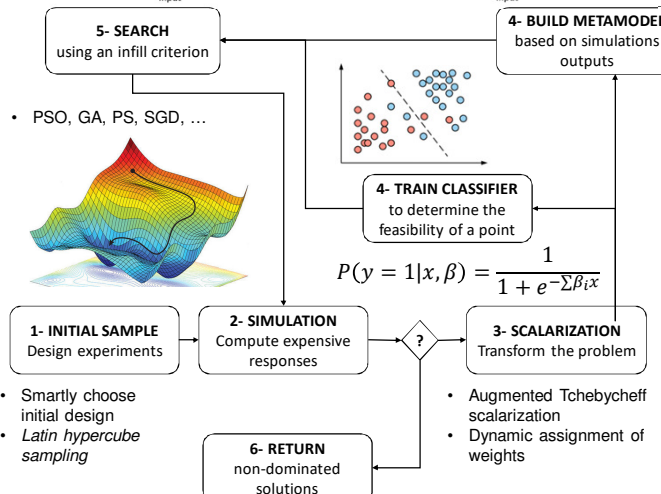 input
input
5- SEARCH
using an infill criterion
4- BUILD METAMODEL
based on simulations
outputs
• PSO, GA, PS, SGD, ...
4- TRAIN CLASSIFIER
to determine the
feasibility of a point
P(y = 1|x, β) = 1 / 1 + e^{-Σβ_i x}
1- INITIAL SAMPLE
Design experiments
2- SIMULATION
Compute expensive
responses
?
3- SCALARIZATION
Transform the problem
• Smartly choose
initial design
• Latin hypercube
sampling
• Augmented Tchebycheff
scalarization
• Dynamic assignment of
weights
6- RETURN
non-dominated
solutions